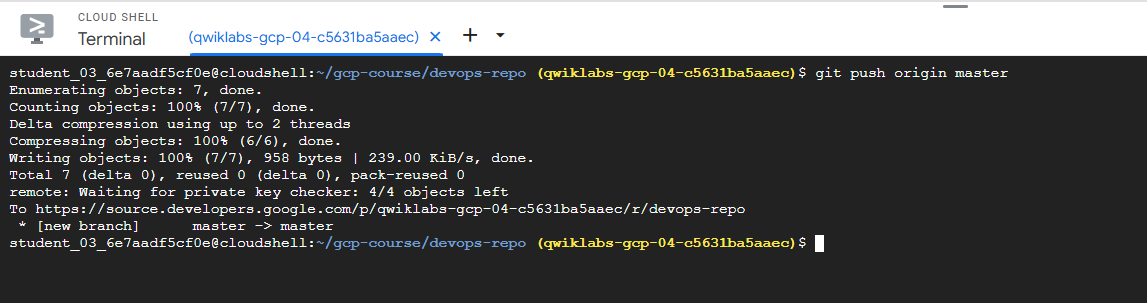 CLOUD SHELL
Terminal
(qwiklabs-gcp-04-c5631ba5aaec) × + ▾
student_03_6e7aadf5cf0e@cloudshell:~/gcp-course/devops-repo (qwiklabs-gcp-04-c5631ba5aaec)$ git push origin master
Enumerating objects: 7, done.
Counting objects: 100% (7/7), done.
Delta compression using up to 2 threads
Compressing objects: 100% (6/6), done.
Writing objects: 100% (7/7), 958 bytes | 239.00 KiB/s, done.
Total 7 (delta 0), reused 0 (delta 0), pack-reused 0
remote: Waiting for private key checker: 4/4 objects left
To https://source.developers.google.com/p/qwiklabs-gcp-04-c5631ba5aaec/r/devops-repo
 * [new branch]      master -> master
student_03_6e7aadf5cf0e@cloudshell:~/gcp-course/devops-repo (qwiklabs-gcp-04-c5631ba5aaec)$